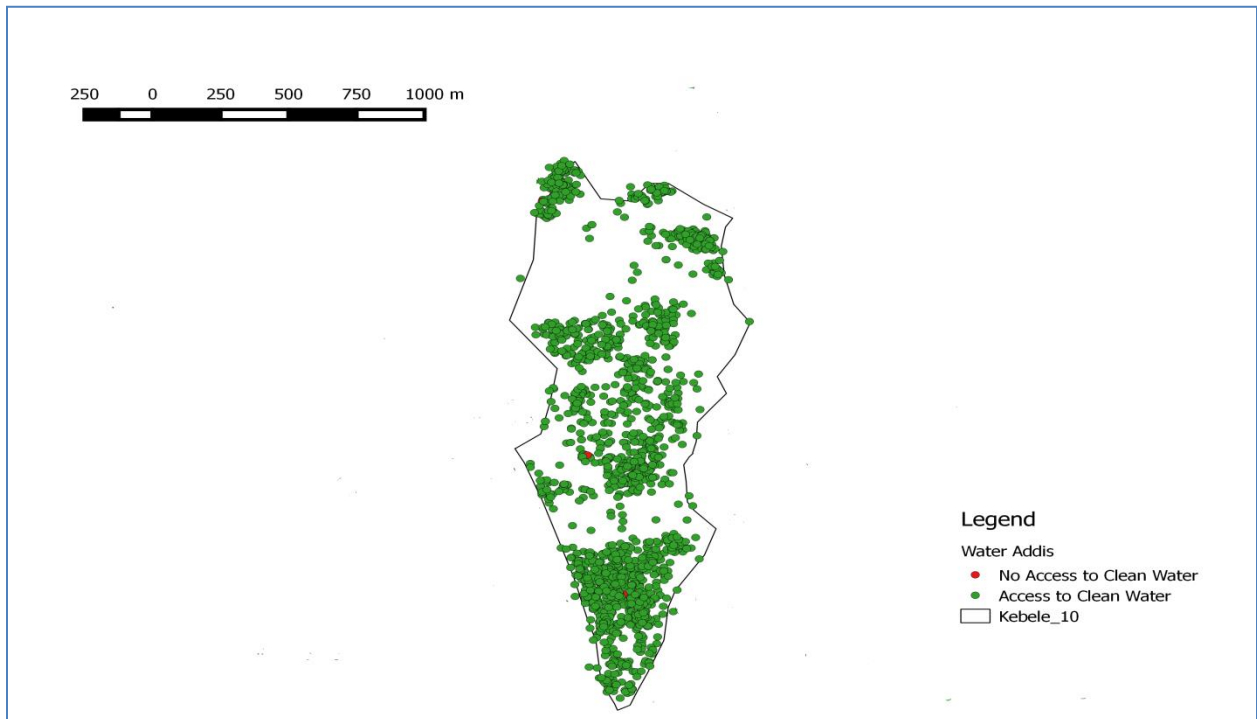 250 0 250 500 750 1000 m
Legend
Water Addis
No Access to Clean Water
Access to Clean Water
Kebele_10